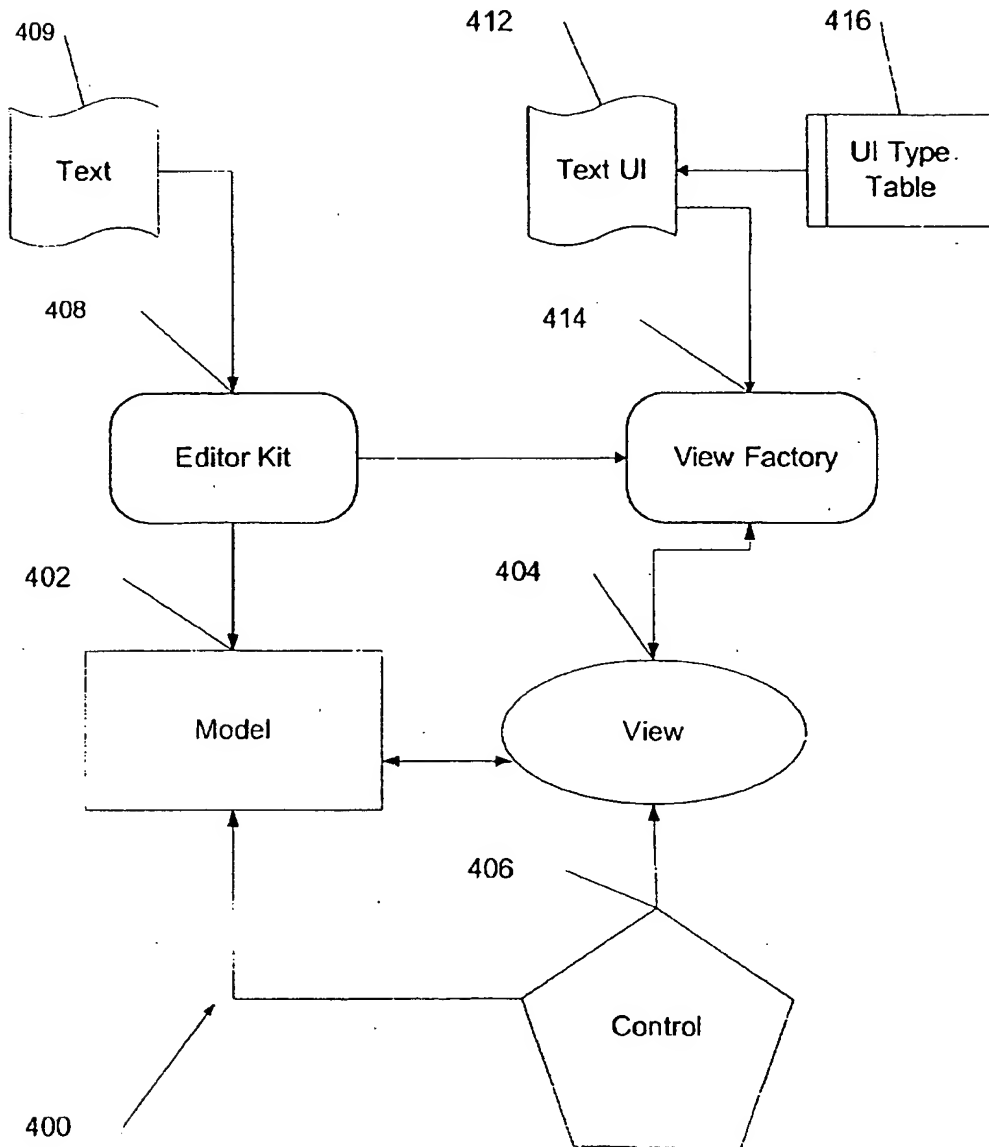 409
412
416
Text
Text UI
UI Type.
Table
408
414
Editor Kit
View Factory
402
404
Model
View
406
Control
400